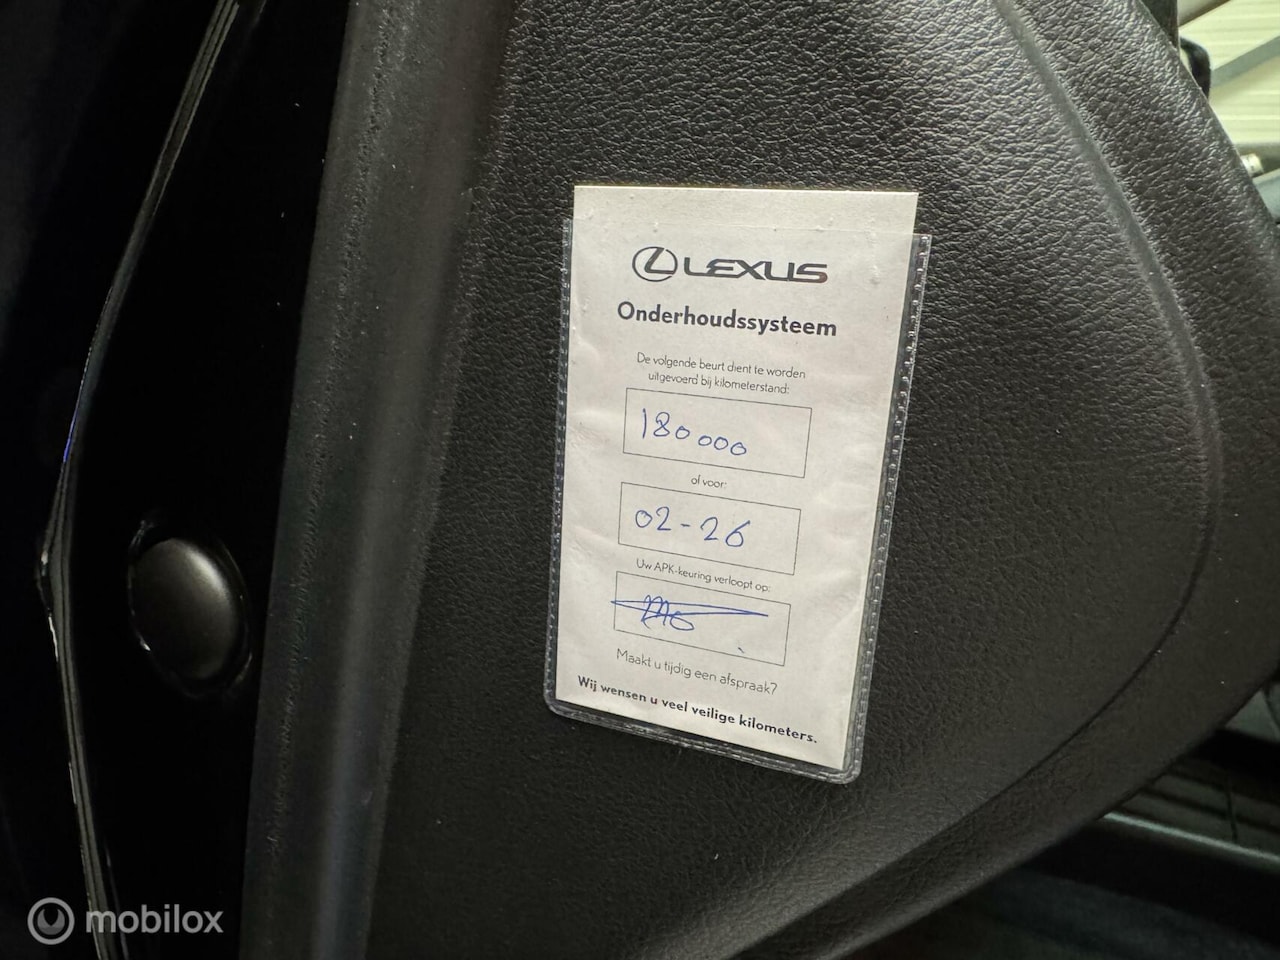 LEXUS
Onderhoudssysteem
De volgende beurt dient te worden
uitgevoerd bij kilometerstand:
180000
of voor:
02-26
Uw APK-keuring verloopt op:
Maakt u tijdig een afspraak?
Wij wensen u veel veilige kilometers.
mobilox